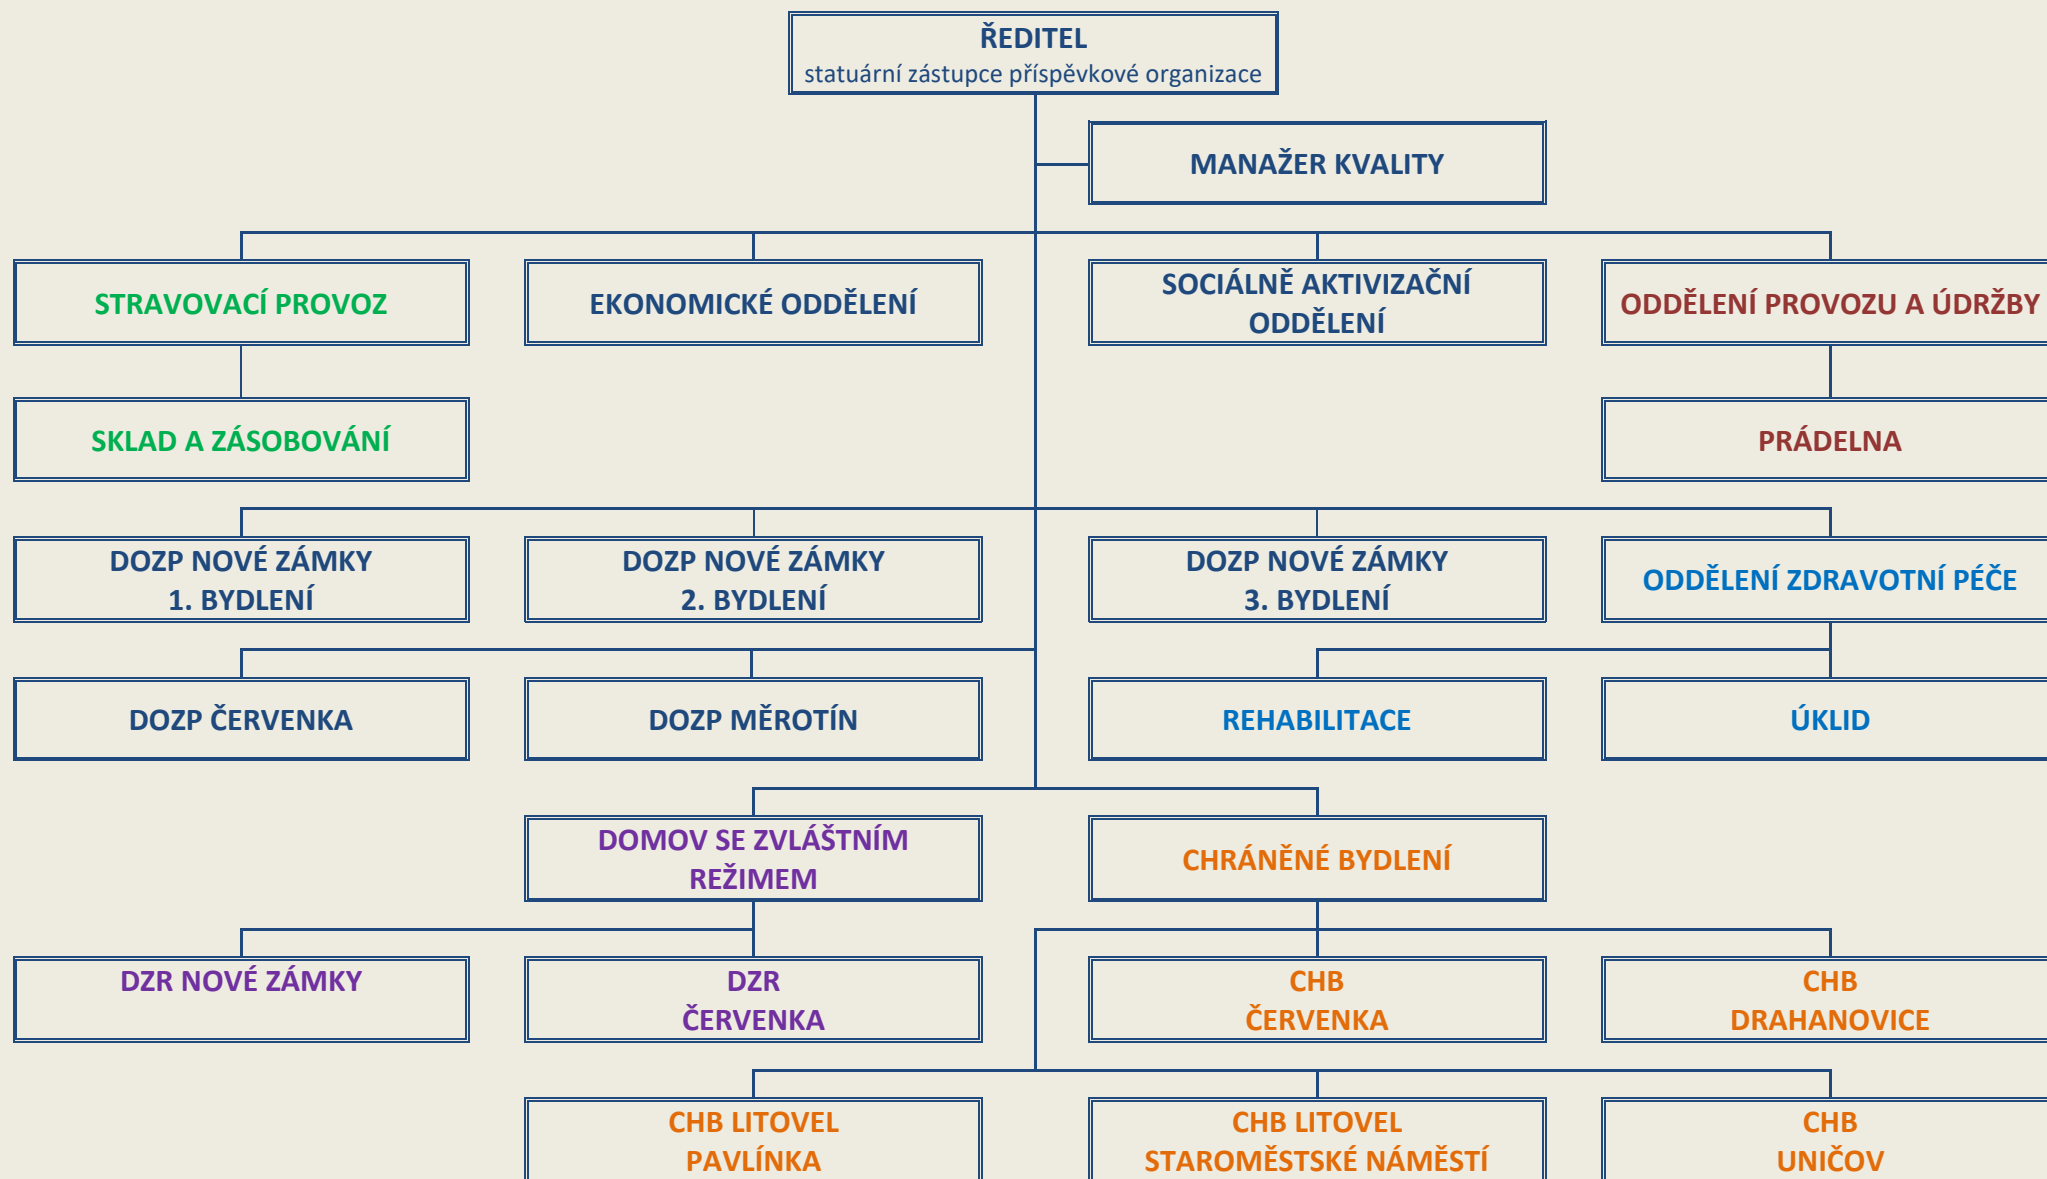 ŘEDITEL
statuární zástupce příspěvkové organizace
MANAŽER KVALITY
STRAVOVACÍ PROVOZ
EKONOMICKÉ ODDĚLENÍ
SOCIÁLNĚ AKTIVIZAČNÍ
ODDĚLENÍ
ODDĚLENÍ PROVOZU A ÚDRŽBY
SKLAD A ZÁSOBOVÁNÍ
PRÁDELNA
DOZP NOVÉ ZÁMKY
1. BYDLENÍ
DOZP NOVÉ ZÁMKY
2. BYDLENÍ
DOZP NOVÉ ZÁMKY
3. BYDLENÍ
ODDĚLENÍ ZDRAVOTNÍ PÉČE
DOZP ČERVENKA
DOZP MĚROTÍN
REHABILITACE
ÚKLID
DOMOV SE ZVLÁŠTNÍM
REŽIMEM
CHRÁNĚNÉ BYDLENÍ
DZR NOVÉ ZÁMKY
DZR
ČERVENKA
CHB
ČERVENKA
CHB
DRAHANOVICE
CHB LITOVEL
PAVLÍNKA
CHB LITOVEL
STAROMĚSTSKÉ NÁMĚSTÍ
CHB
UNIČOV